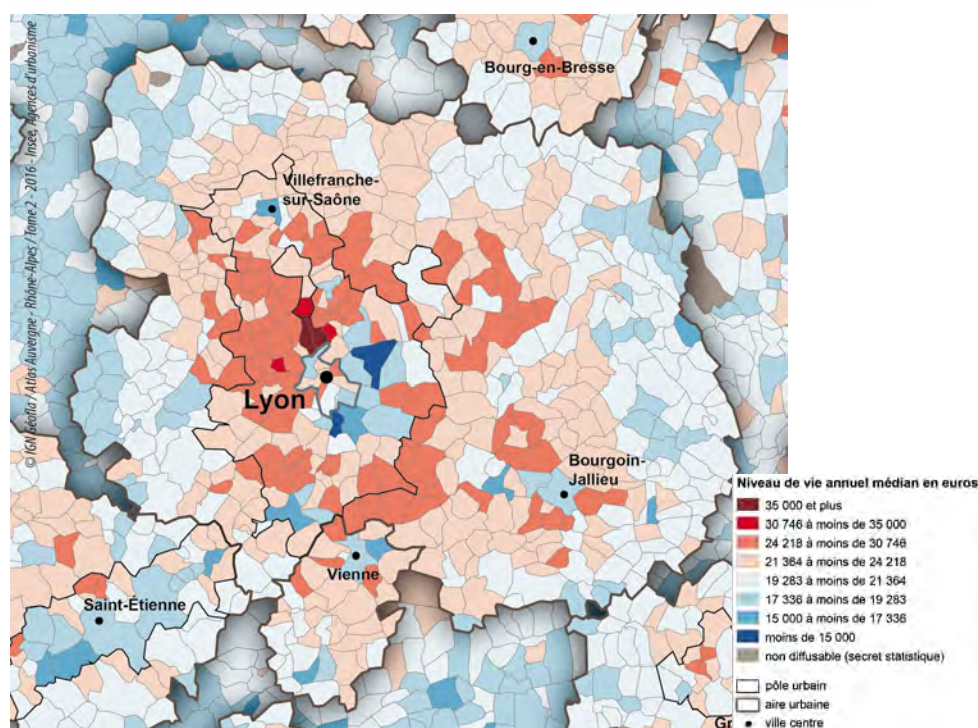 © IGN Géofla / Atlas Auvergne - Rhône-Alpes / Tome 2 - 2016 - Insee, Agences d'urbanisme
Bourg-en-Bresse
Villefranche-
sur-Saône
Lyon
Bourgoin-
Jallieu
Vienne
Saint-Étienne
Gr
Niveau de vie annuel médian en euros
35 000 et plus
30 746 à moins de 35 000
24 218 à moins de 30 746
21 364 à moins de 24 218
19 283 à moins de 21 364
17 336 à moins de 19 283
15 000 à moins de 17 336
moins de 15 000
non diffusable (secret statistique)
pôle urbain
aire urbaine
ville centre